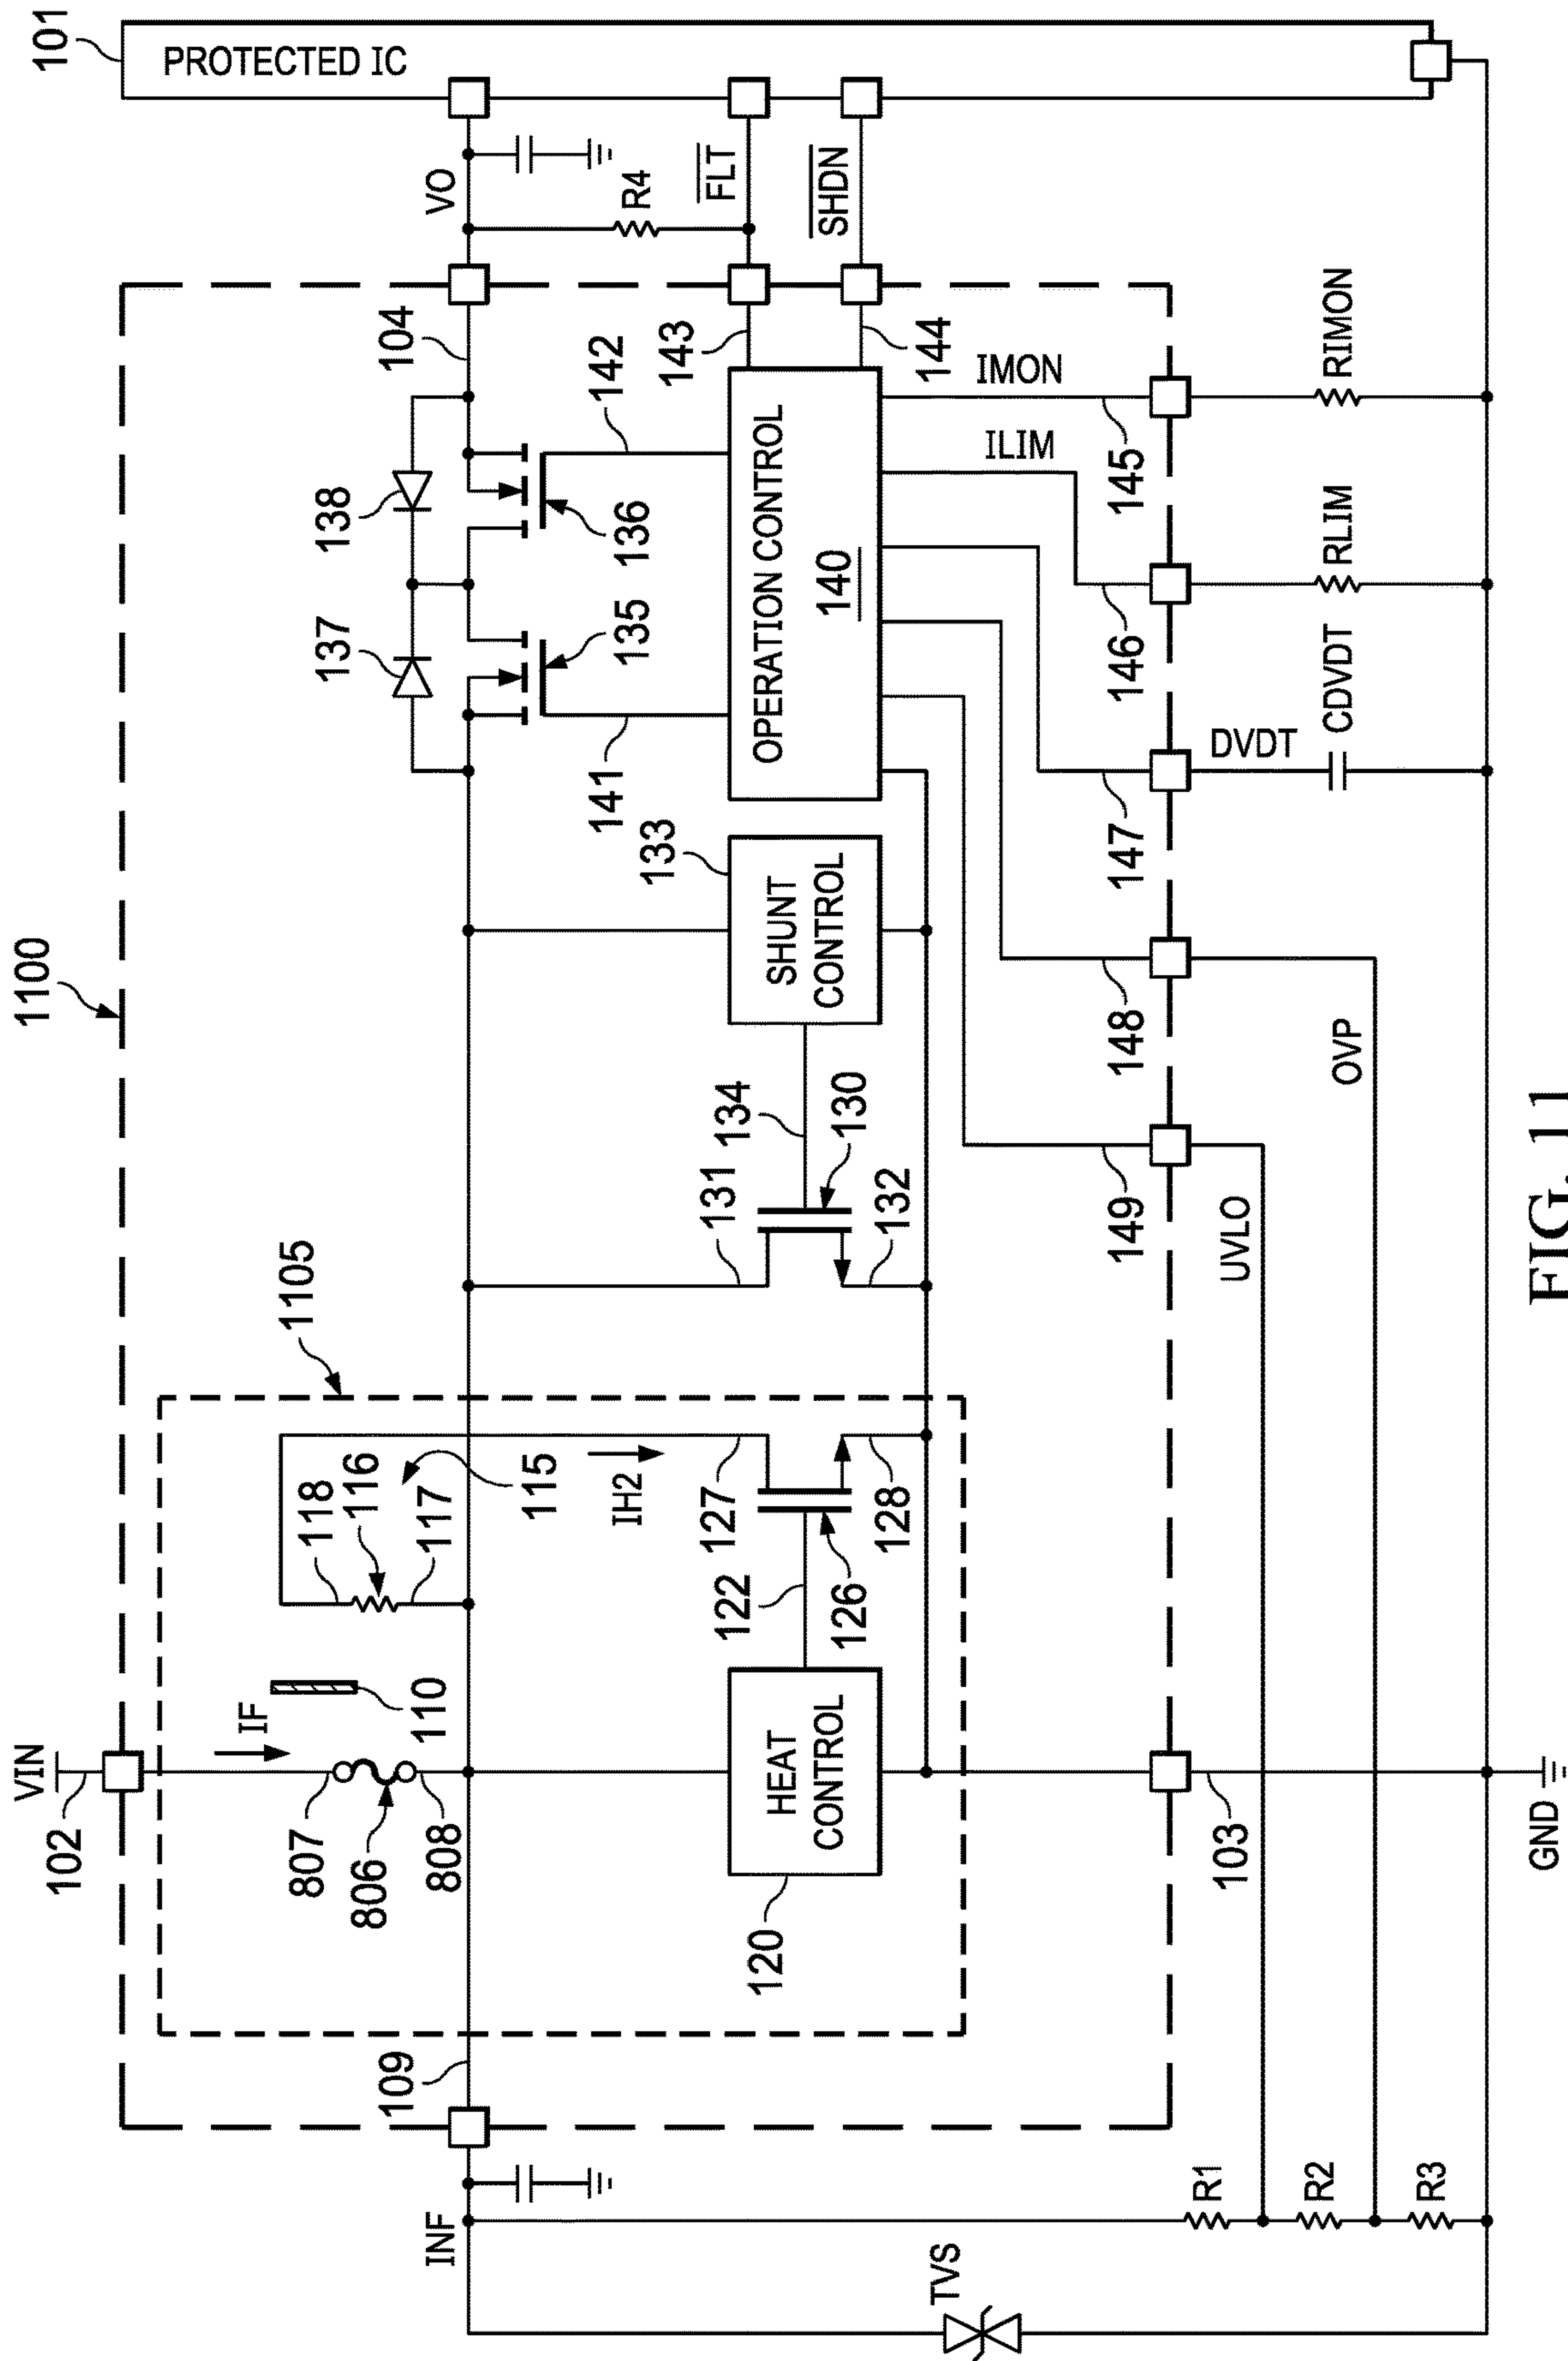 1100
101
PROTECTED IC
VIN
102
IF
807
806
808
110
118
116
117
115
1105
IH2
127
122
126
128
HEAT
CONTROL
120
109
INF
TVS
131
134
130
132
SHUNT
CONTROL
133
137
138
135
136
141
142
104
VO
R4
FLT
SHDN
143
144
OPERATION CONTROL
140
IMON
145
ILIM
146
147
148
149
DVDT
CDVDT
RLIM
RIMON
UVLO
OVP
R1
R2
R3
103
GND
FIG. 11